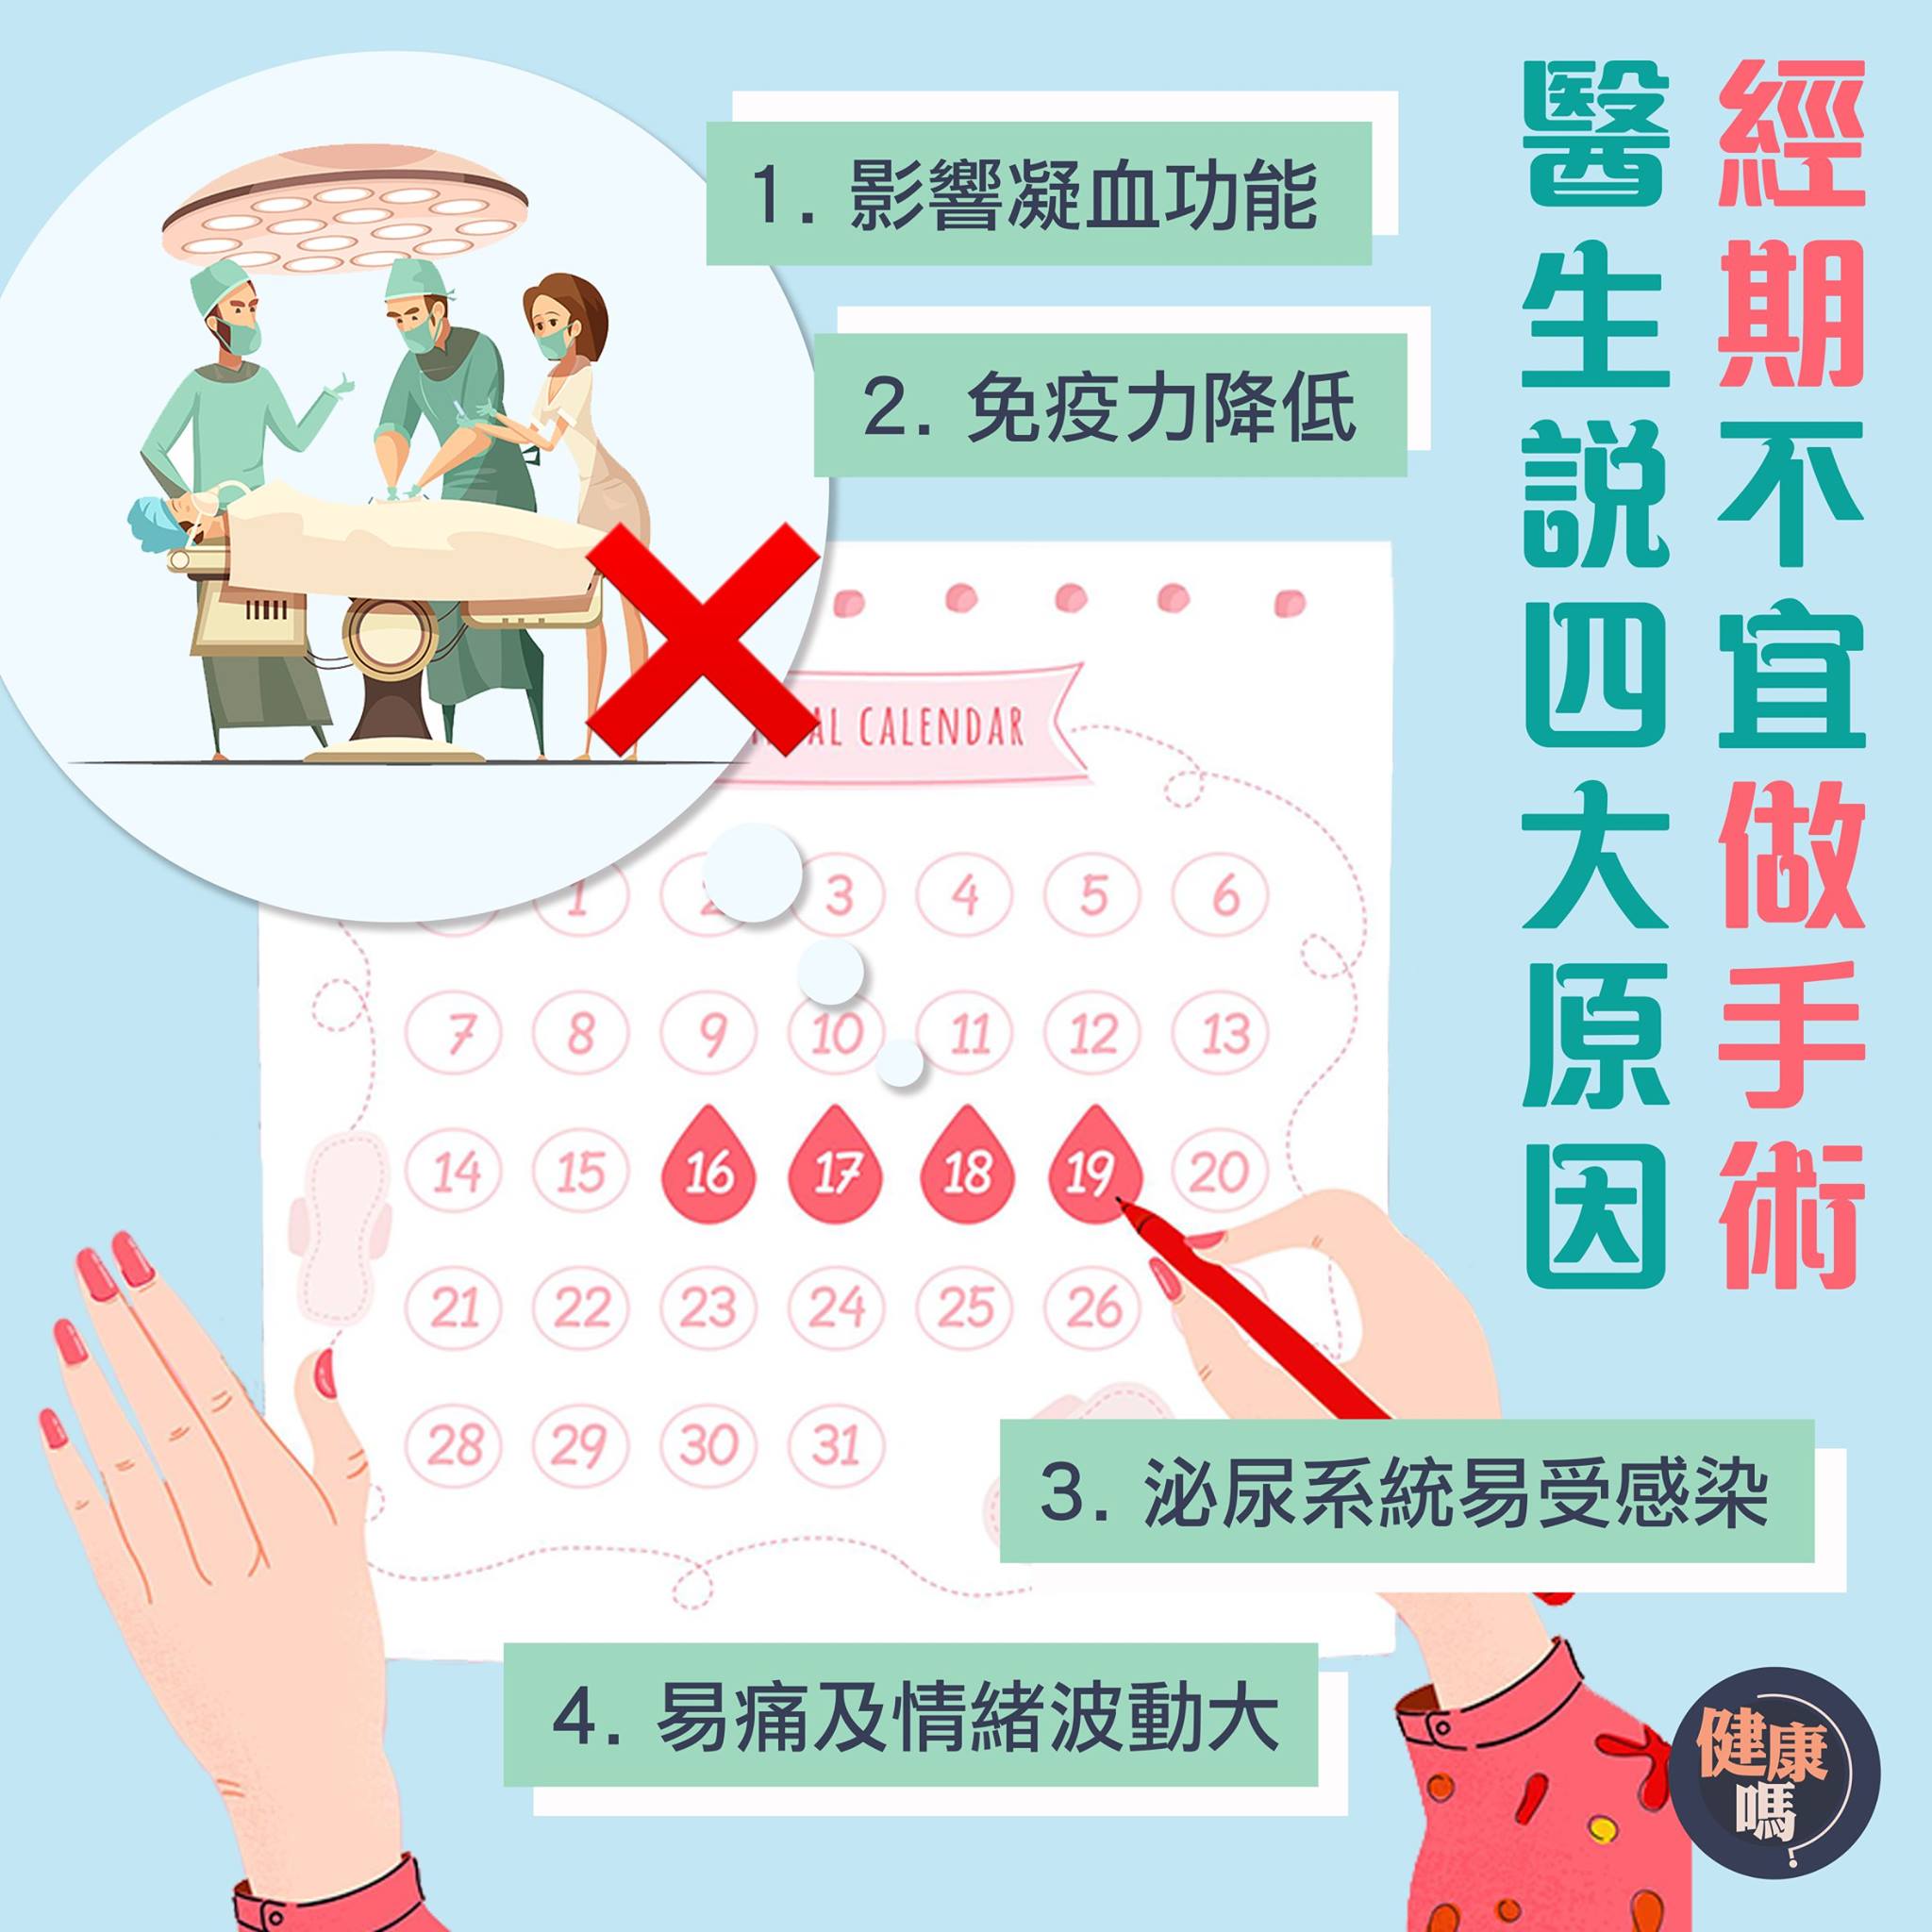 經期不宜做手術
醫生説四大原因
1. 影響凝血功能
2. 免疫力降低
AL CALENDAR
1 2 3 4 5 6
7 8 9 10 11 12 13
14 15 16 17 18 19 20
21 22 23 24 25 26
28 29 30 31
3. 泌尿系統易受感染
4. 易痛及情緒波動大
健康
嗎?